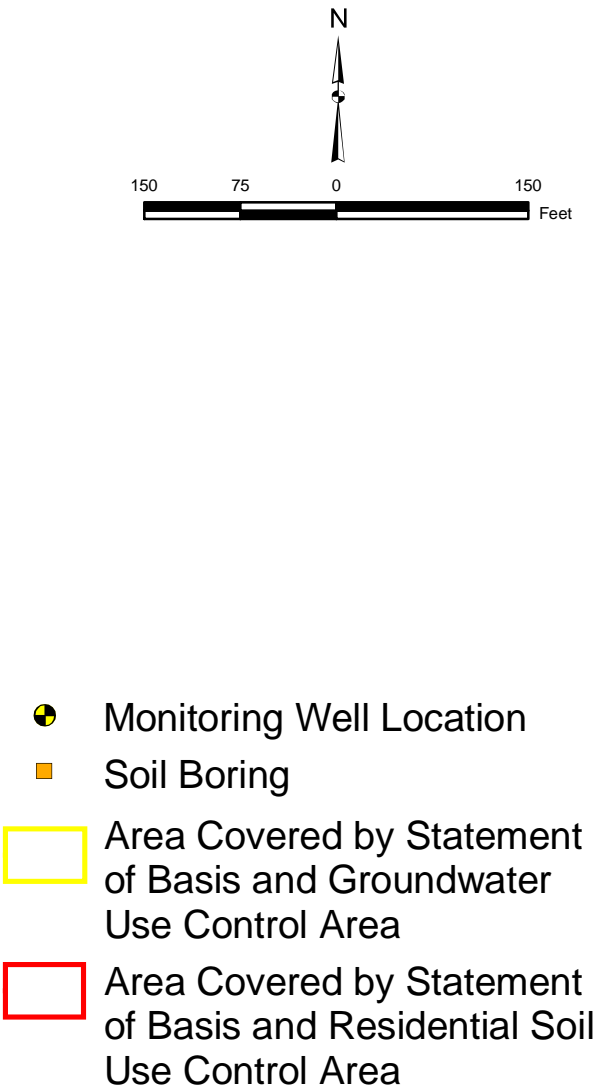 N
150 75 0 150
Feet
Monitoring Well Location
Soil Boring
Area Covered by Statement
of Basis and Groundwater
Use Control Area
Area Covered by Statement
of Basis and Residential Soil
Use Control Area